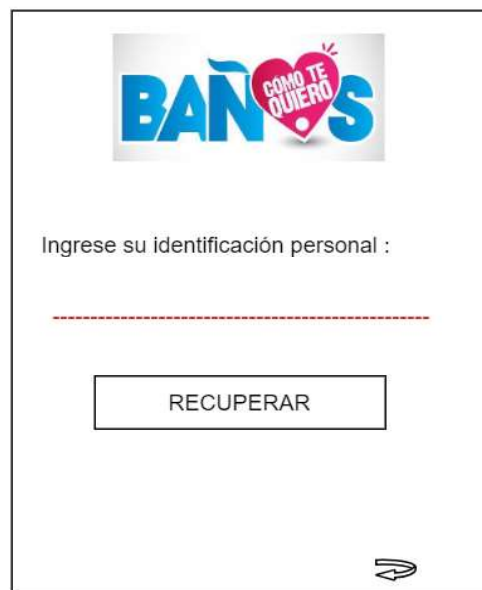 BAÑOS
CÓMO TE
QUIERO
Ingrese su identificación personal :
RECUPERAR